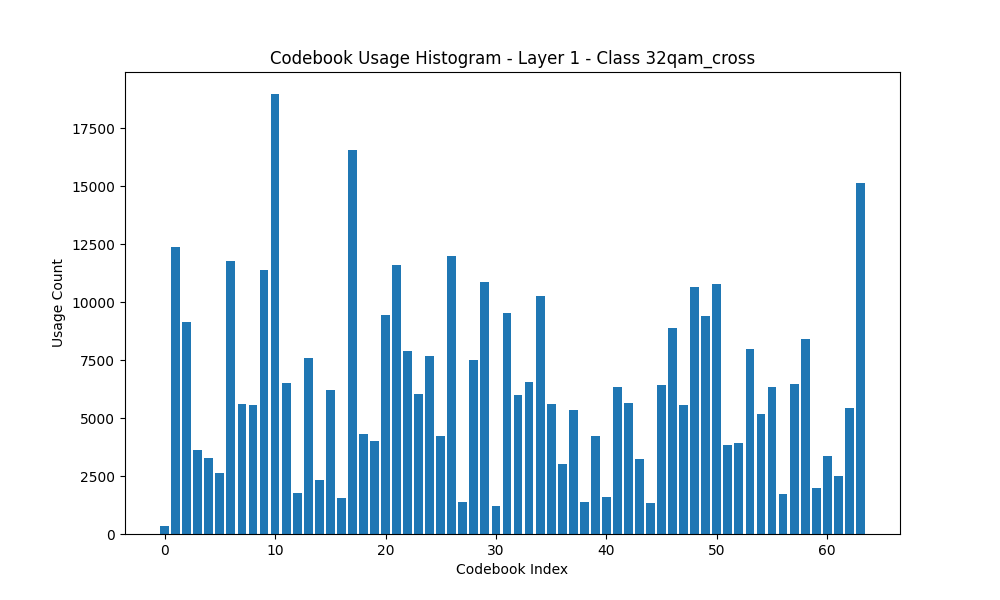 Codebook Usage Histogram - Layer 1 - Class 32qam_cross
17500
15000
12500
10000
7500
5000
2500
0
Usage Count
0 10 20 30 40 50 60
Codebook Index